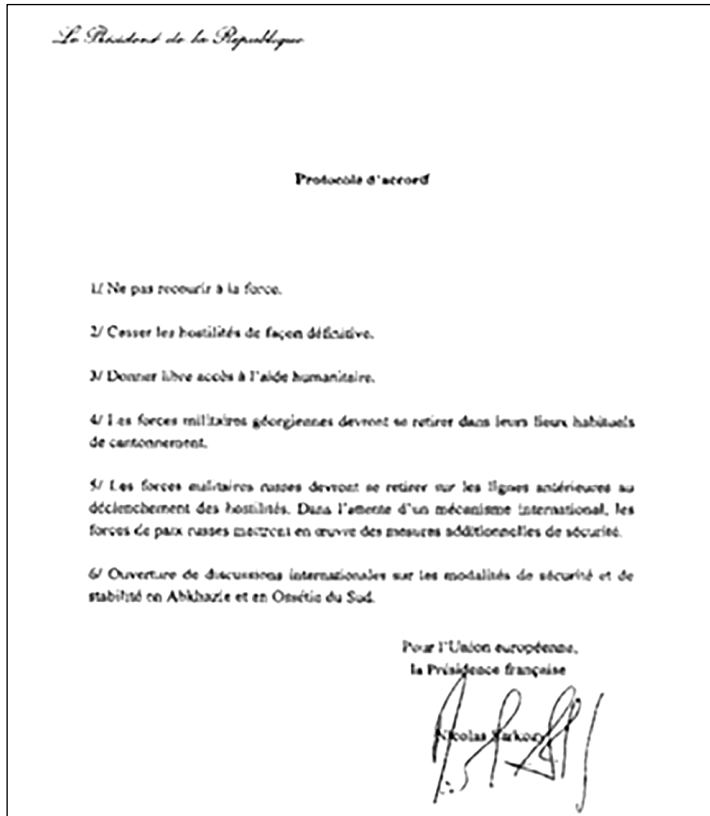 Le Président de la République
Protocole d'accord
1/ Ne pas recourir à la force.
2/ Cesser les hostilités de façon définitive.
3/ Donner libre accès à l'aide humanitaire.
4/ Les forces militaires géorgiennes devront se retirer dans leurs lieux habituels
de cantonnement.
5/ Les forces militaires russes devront se retirer sur les lignes antérieures au
déclenchement des hostilités. Dans l'attente d'un mécanisme international, les
forces de paix russes mettront en œuvre des mesures additionnelles de sécurité.
6/ Ouverture de discussions internationales sur les modalités de sécurité et de
stabilité en Abkhazie et en Ossétie du Sud.
Pour l'Union européenne,
la Présidence française
Nicolas Sarkozy